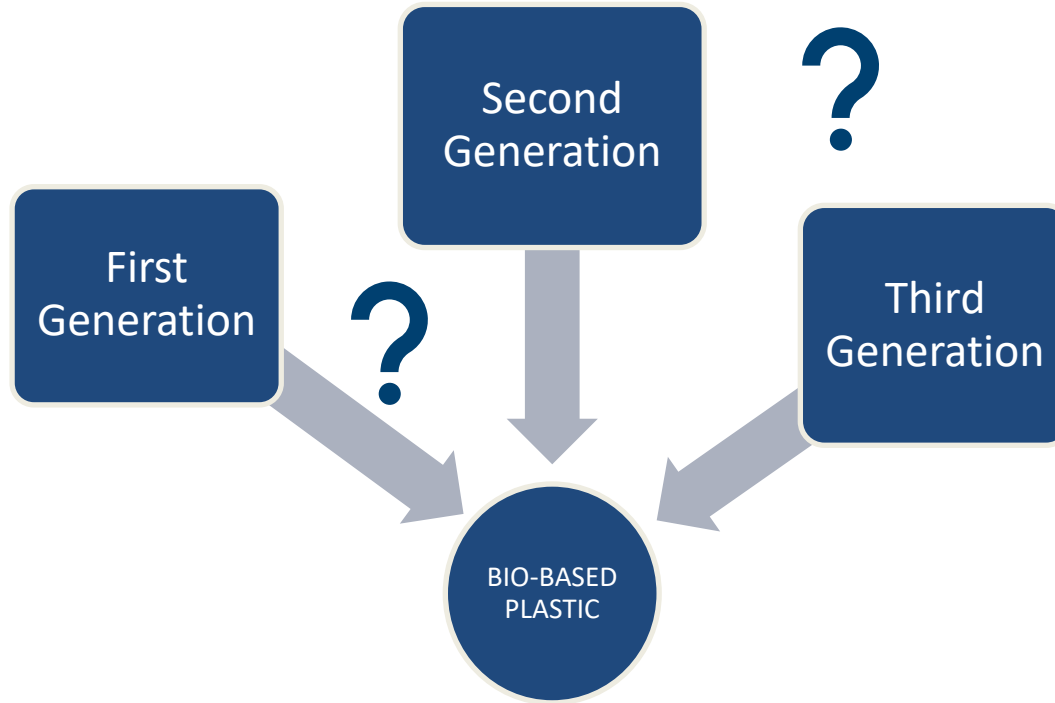 First
Generation
?
Second
Generation
?
Third
Generation
BIO-BASED
PLASTIC